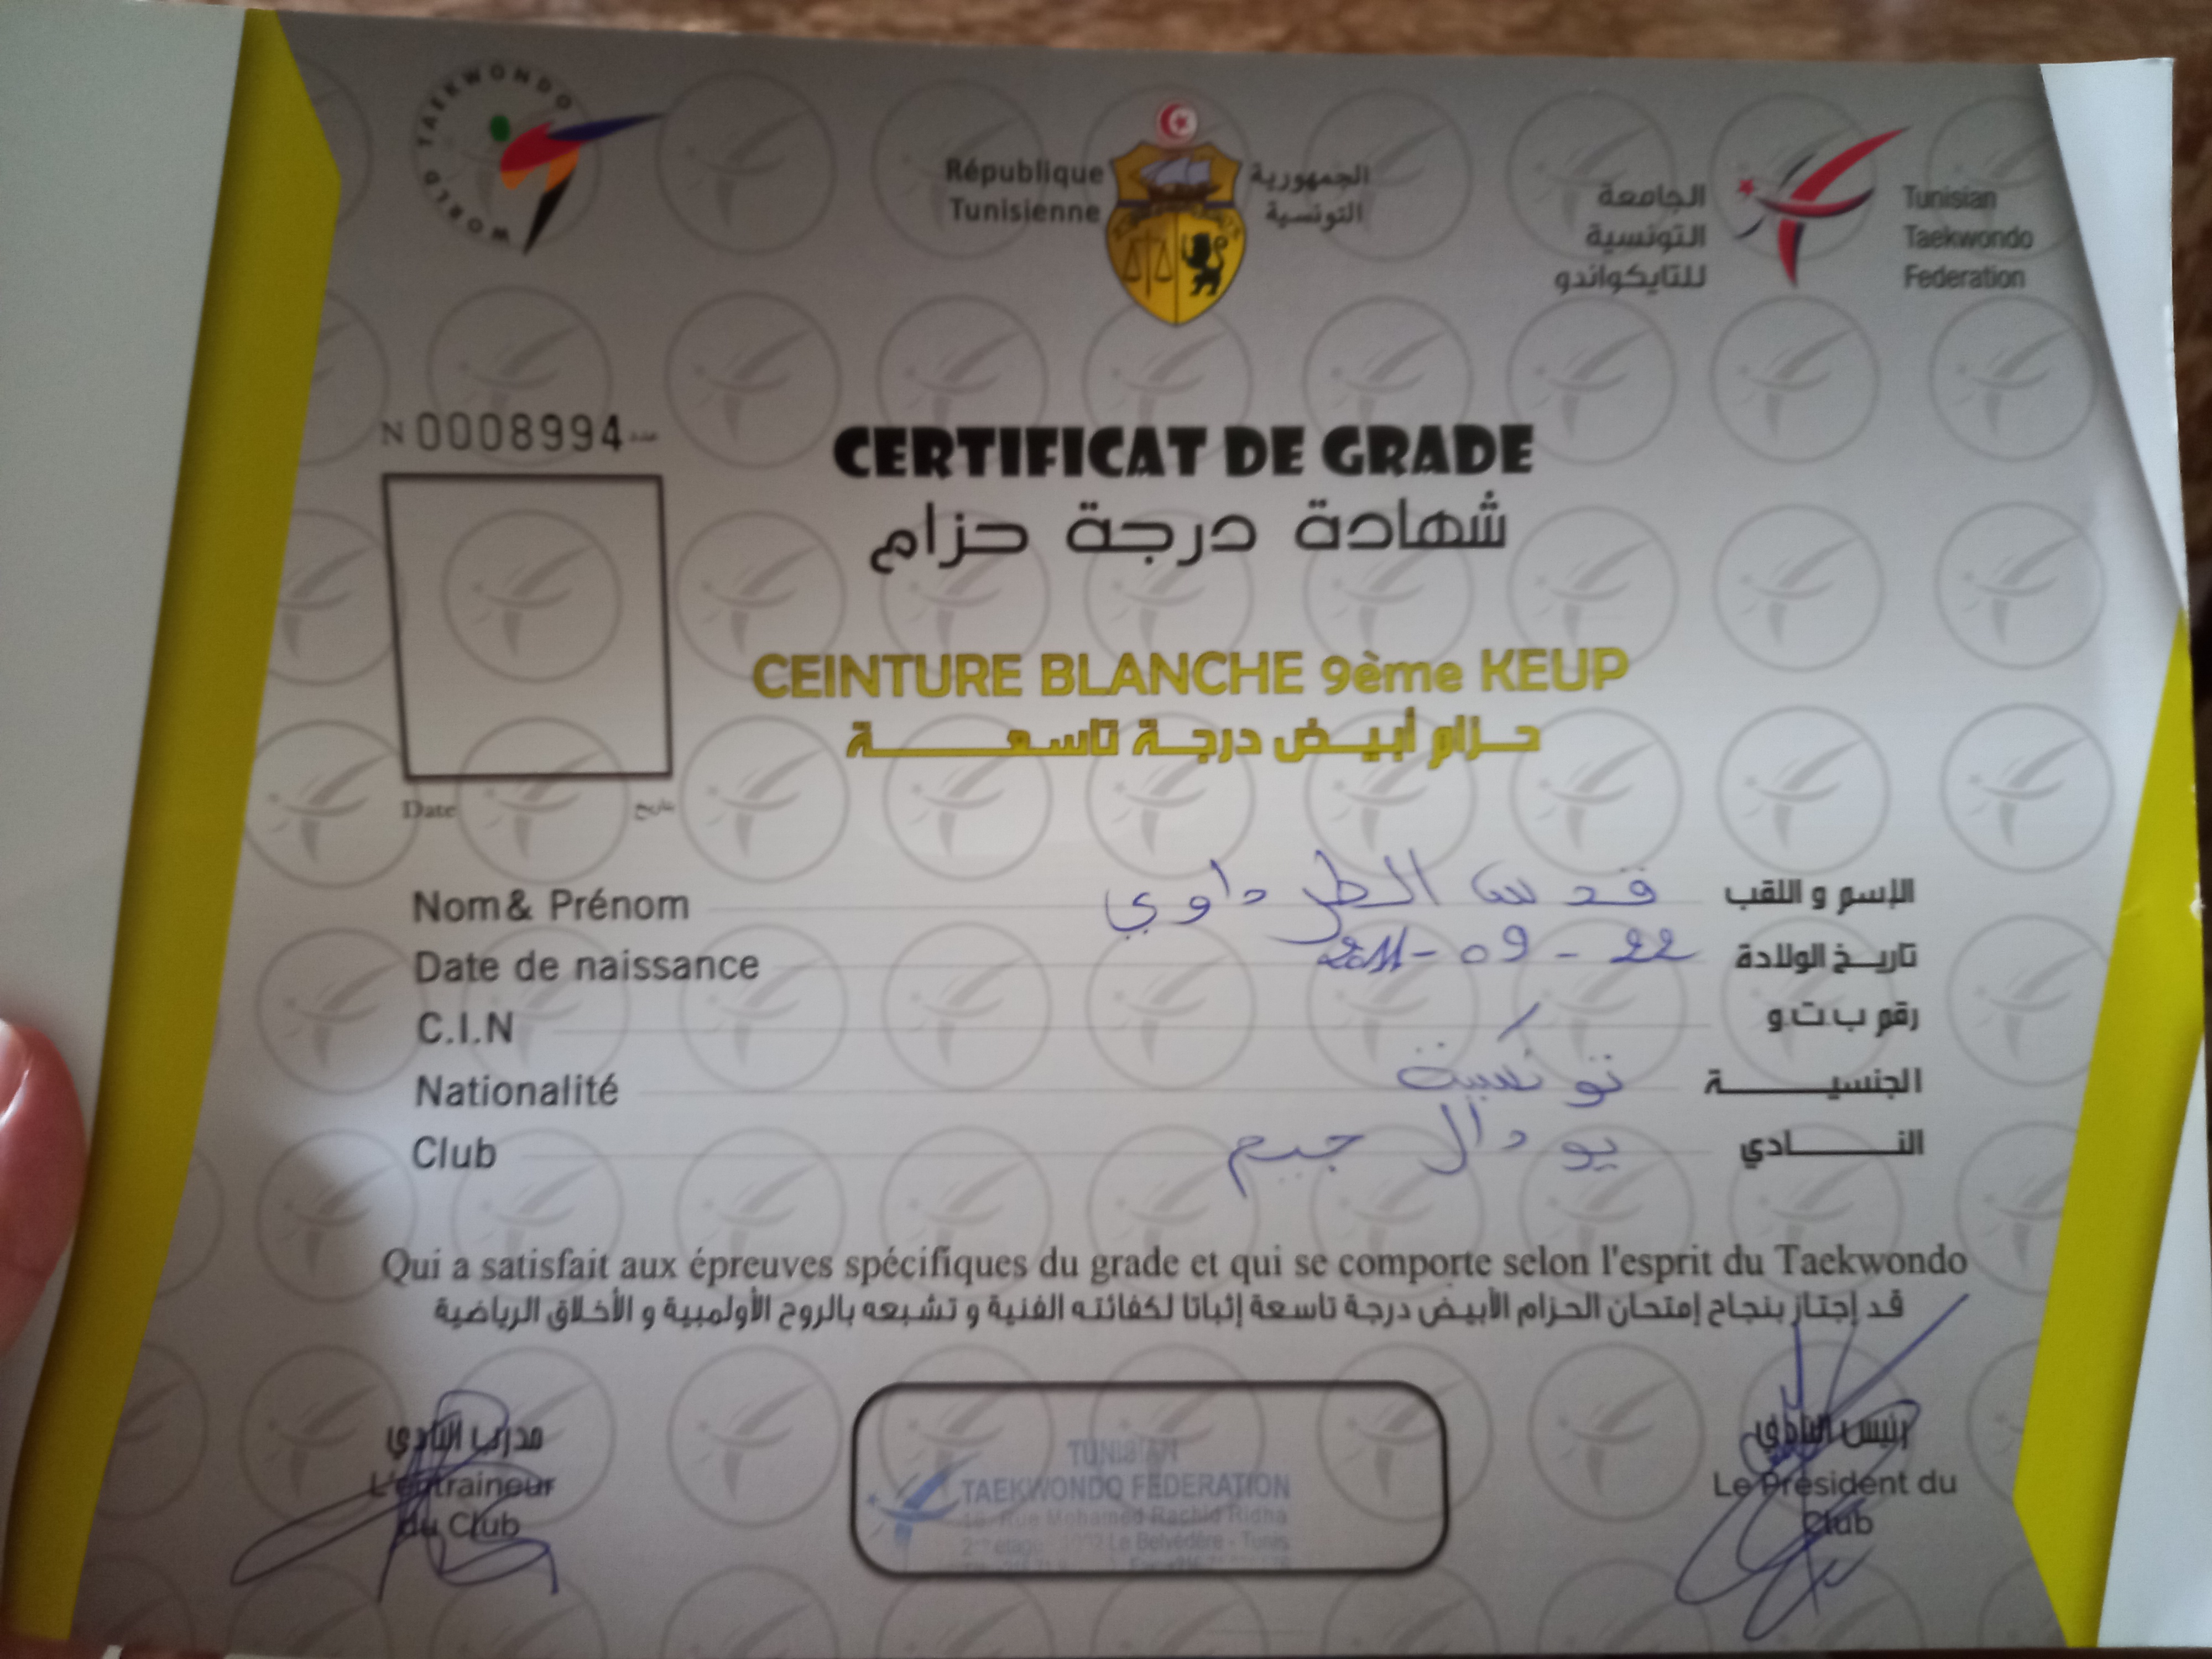 WORLD TAEKWONDO
République
Tunisienne
الجمهورية
التونسية
الجامعة
التونسية
للتايكواندو
Tunisian
Taekwondo
Federation
N 0008994 عدد
CERTIFICAT DE GRADE
شهادة درجة حزام
CEINTURE BLANCHE 9ème KEUP
حزام أبيض درجة تاسعة
Date تاريخ
Nom & Prénom قدس الطرداوي الإسم و اللقب
Date de naissance 22 - 09 - 2011 تاريخ الولادة
C.I.N / رقم ب.ت.و
Nationalité تونسية الجنسية
Club يو دال جيم النادي
Qui a satisfait aux épreuves spécifiques du grade et qui se comporte selon l'esprit du Taekwondo
قد إجتاز بنجاح إمتحان الحزام الأبيض درجة تاسعة إثباتا لكفائته الفنية و تشبعه بالروح الأولمبية و الأخلاق الرياضية
مدرب النادي
L'entraineur
du Club
TUNISIAN
TAEKWONDO FEDERATION
Rue Mohamed Rachid Ridha
Le Belvédère - Tunis
رئيس النادي
Le Président du
Club